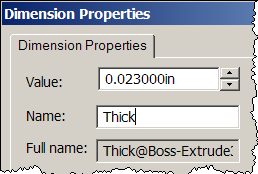 Dimension Properties
Dimension Properties
Value: 0.023000in
Name: Thick
Full name: Thick@Boss-Extrude